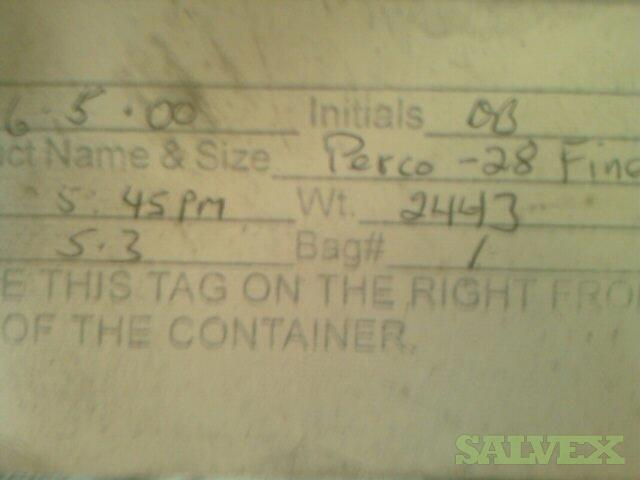 6.5.00 Initials OB
ct Name & Size Perco -28 Fine
5:45pm Wt. 2443
5.3 Bag# 1
E THIS TAG ON THE RIGHT FRO
OF THE CONTAINER.
SALVEX